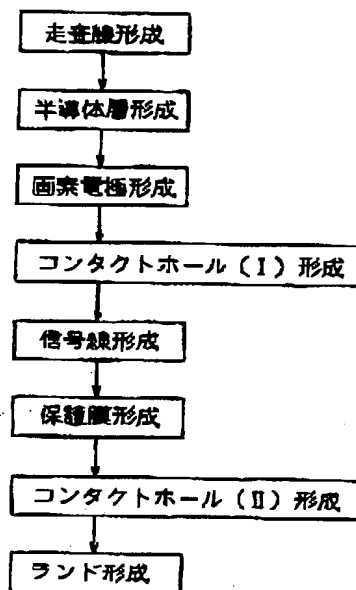 走査線形成
半導体層形成
画素電極形成
コンタクトホール(Ⅰ)形成
信号線形成
保護膜形成
コンタクトホール(Ⅱ)形成
ランド形成